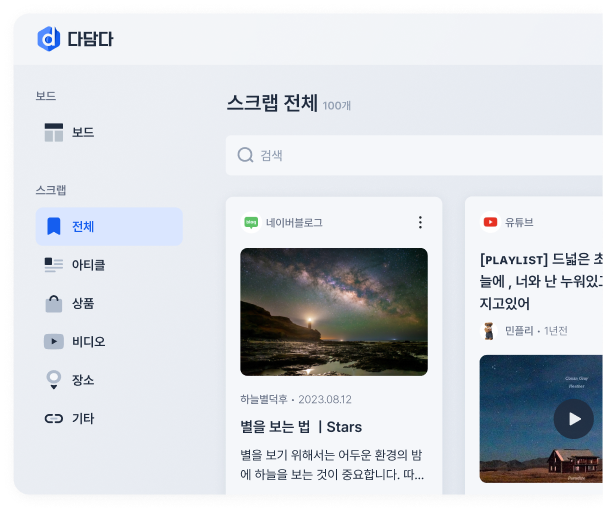 다담다
보드
보드
스크랩
전체
아티클
상품
비디오
장소
기타
스크랩 전체 100개
검색
네이버블로그
하늘별덕후 • 2023.08.12
별을 보는 법 ㅣStars
별을 보기 위해서는 어두운 환경의 밤
에 하늘을 보는 것이 중요합니다. 따...
유튜브
[ᴘʟᴀʏʟɪsᴛ] 드넓은 초
늘에 , 너와 난 누워있고
지고있어
민플리 • 1년전